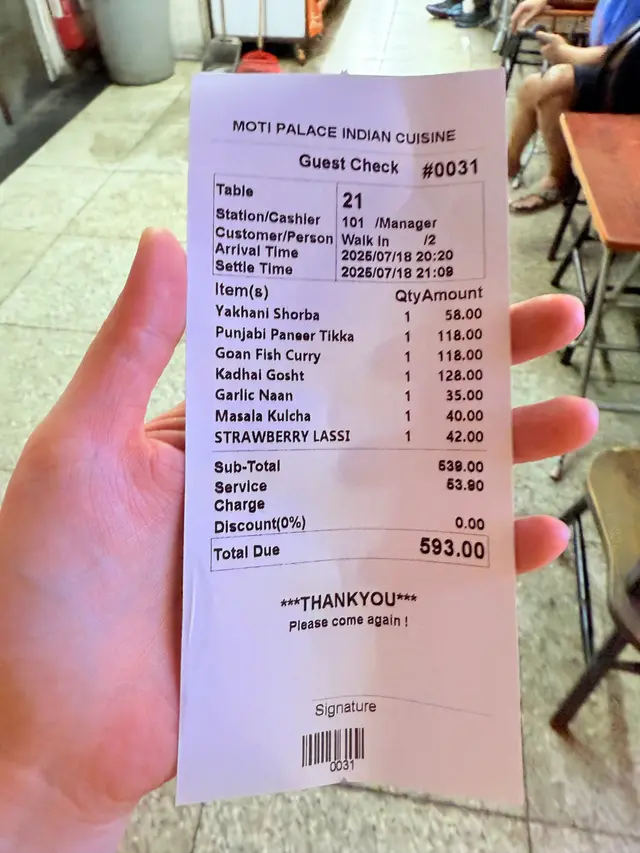 MOTI PALACE INDIAN CUISINE
Guest Check #0031
Table 21
Station/Cashier 101 /Manager
Customer/Person Walk In /2
Arrival Time 2025/07/18 20:20
Settle Time 2025/07/18 21:09
Item(s) Qty Amount
Yakhani Shorba 1 58.00
Punjabi Paneer Tikka 1 118.00
Goan Fish Curry 1 118.00
Kadhai Gosht 1 128.00
Garlic Naan 1 35.00
Masala Kulcha 1 40.00
STRAWBERRY LASSI 1 42.00
Sub-Total 539.00
Service 53.90
Charge
Discount(0%) 0.00
Total Due 593.00
***THANKYOU***
Please come again !
Signature
0031